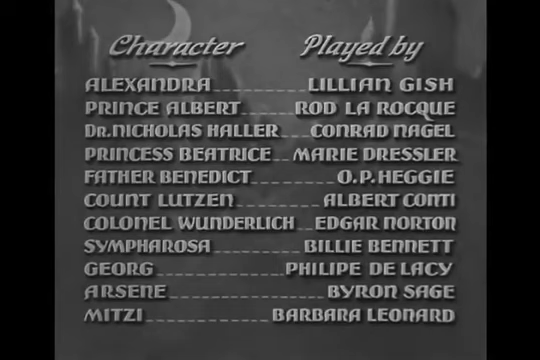 Character Played by
ALEXANDRA LILLIAN GISH
PRINCE ALBERT ROD LA ROCQUE
Dr. NICHOLAS HALLER CONRAD NAGEL
PRINCESS BEATRICE MARIE DRESSLER
FATHER BENEDICT O.P. HEGGIE
COUNT LUTZEN ALBERT CONTI
COLONEL WUNDERLICH EDGAR NORTON
SYMPHAROSA BILLIE BENNETT
GEORG PHILIPE DE LACY
ARSENE BYRON SAGE
MITZI BARBARA LEONARD